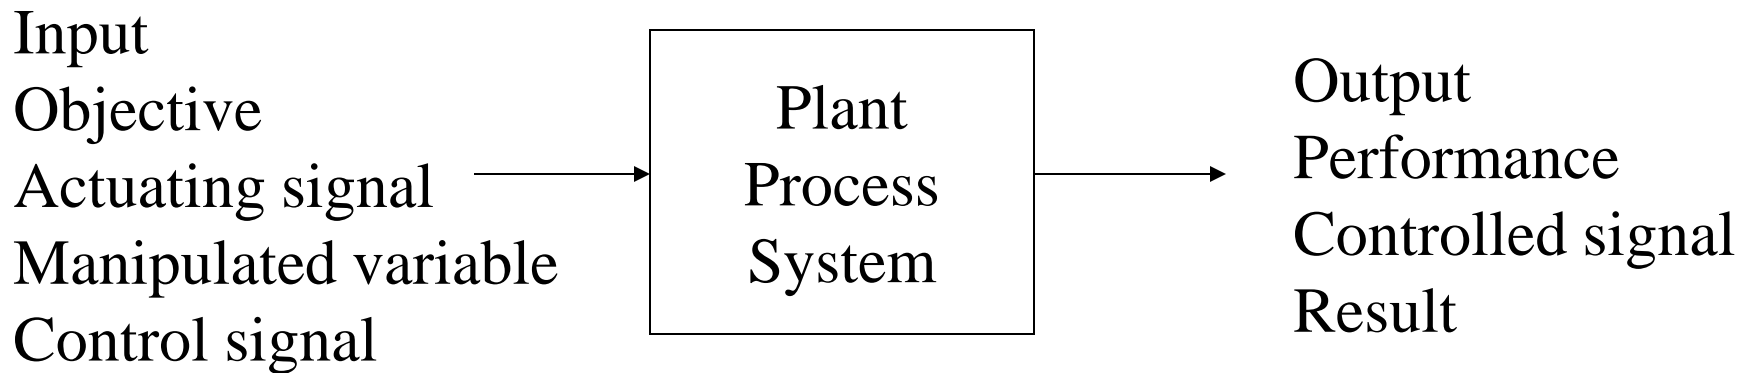 Input
Objective
Actuating signal
Manipulated variable
Control signal
Plant
Process
System
Output
Performance
Controlled signal
Result